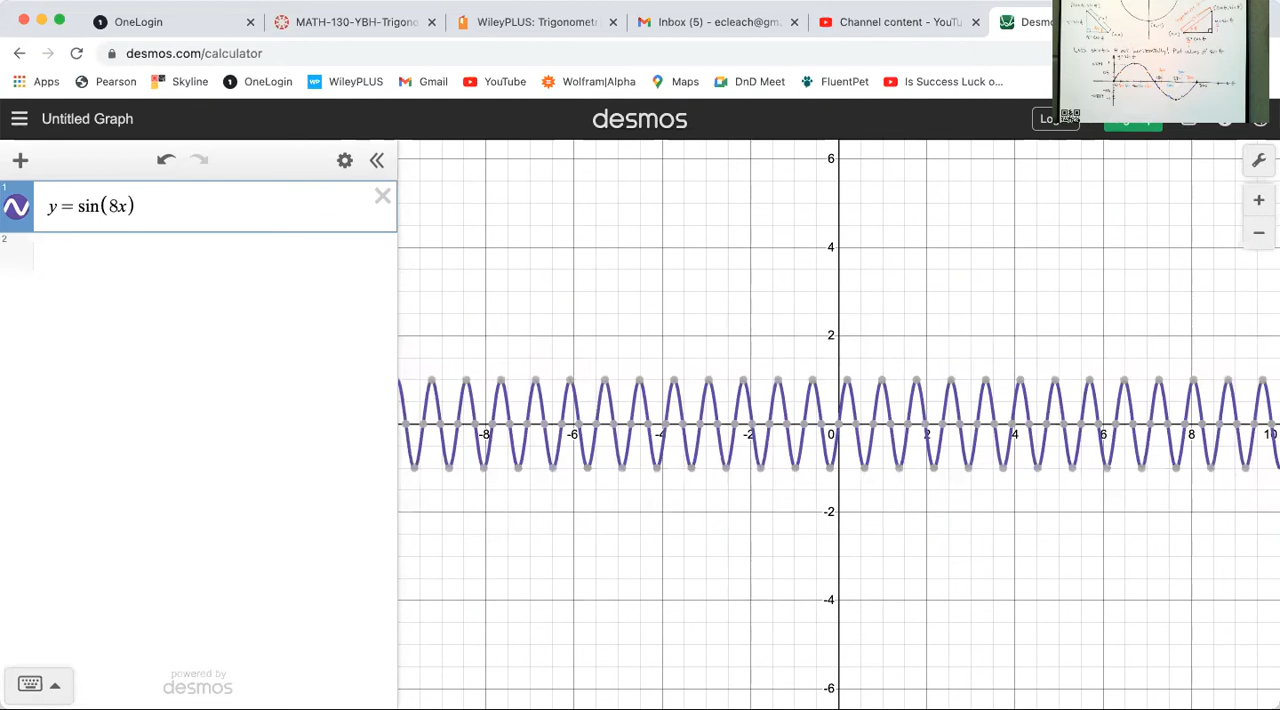 OneLogin
MATH-130-YBH-Trigono
WileyPLUS: Trigonomet
Inbox (5) - ecleach@gm
Channel content - YouTu
Desmo
desmos.com/calculator
Apps
Pearson
Skyline
OneLogin
WileyPLUS
Gmail
YouTube
Wolfram|Alpha
Maps
DnD Meet
FluentPet
Is Success Luck o...
Untitled Graph
desmos
1
y = sin(8x)
2
6
4
2
-8
-6
-4
-2
0
2
4
6
8
10
-2
-4
-6
powered by
desmos